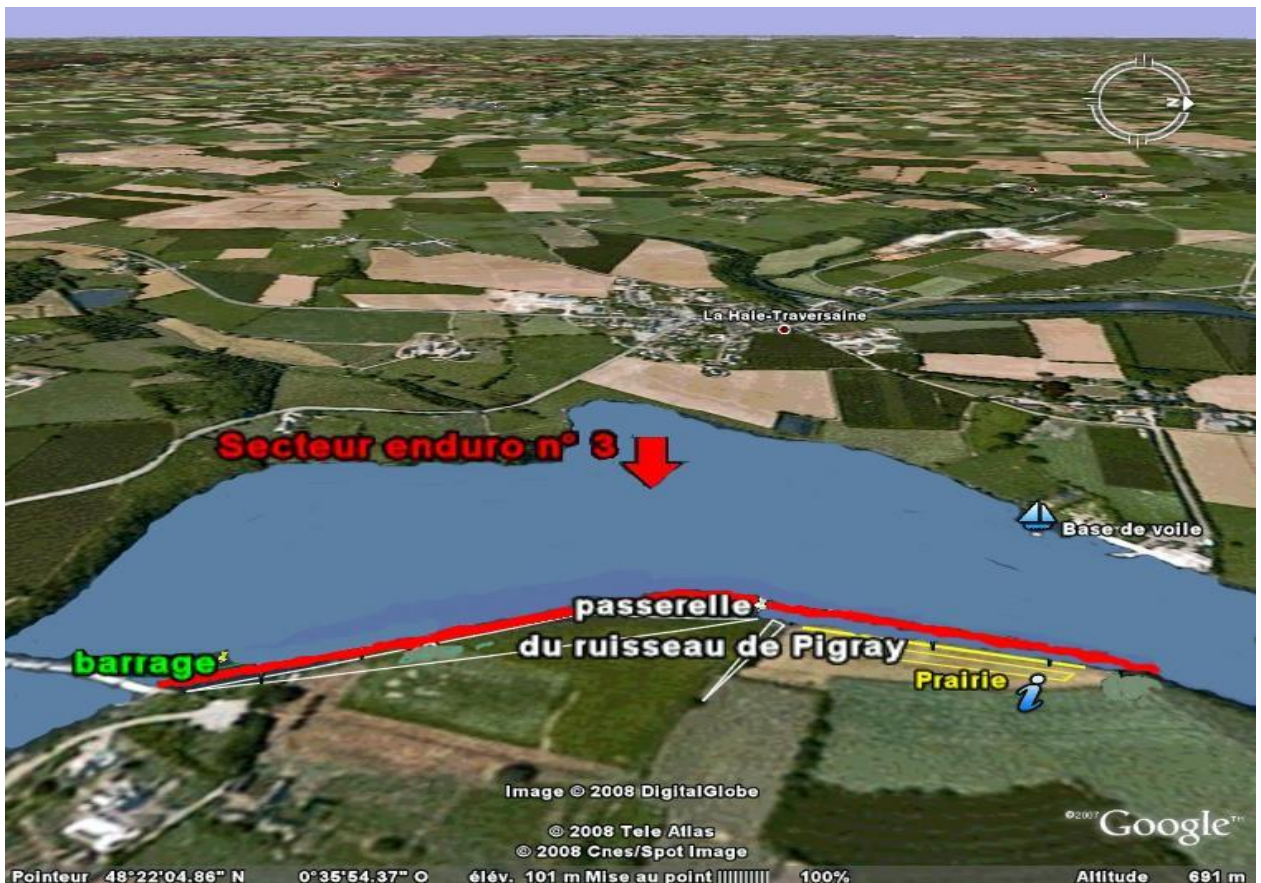 N
La Haie-Traversaine
Secteur enduro n° 3
Base de voile
passerelle
du ruisseau de Pigray
barrage
Prairie
i
Image © 2008 DigitalGlobe
© 2008 Tele Atlas
© 2008 Cnes/Spot Image
©2007 Google™
Pointeur 48°22'04.86" N 0°35'54.37" O élév. 101 m Mise au point |||||||||| 100% Altitude 691 m